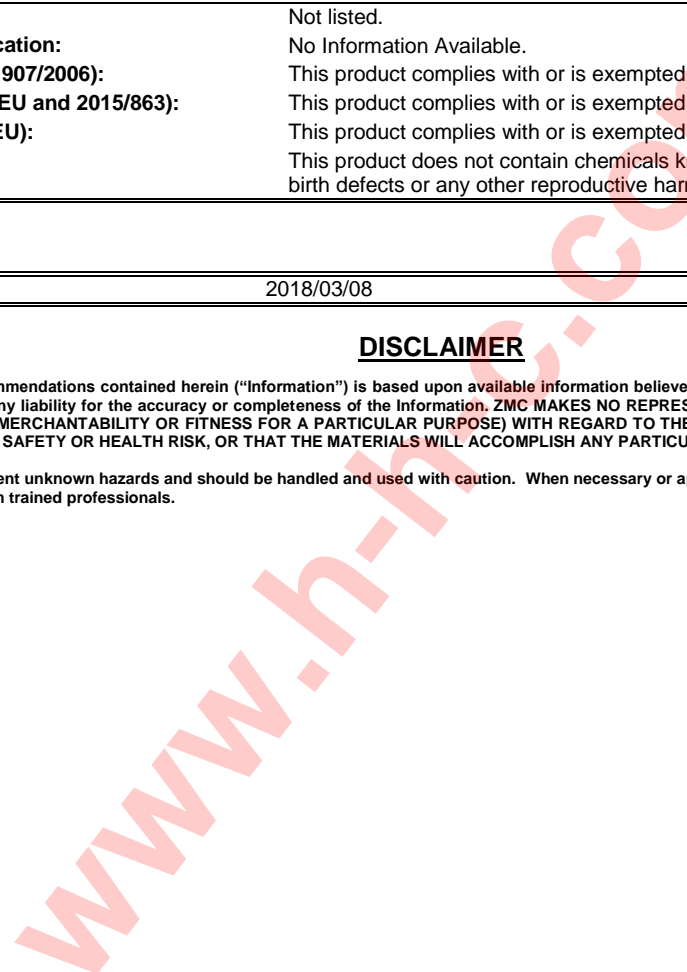 Not listed.
cation: No Information Available.
907/2006): This product complies with or is exempted
EU and 2015/863): This product complies with or is exempted
EU): This product complies with or is exempted
This product does not contain chemicals k
birth defects or any other reproductive har
2018/03/08
DISCLAIMER
mmendations contained herein (“Information”) is based upon available information believe
ny liability for the accuracy or completeness of the Information. ZMC MAKES NO REPRES
MERCHANTABILITY OR FITNESS FOR A PARTICULAR PURPOSE) WITH REGARD TO THE
SAFETY OR HEALTH RISK, OR THAT THE MATERIALS WILL ACCOMPLISH ANY PARTICU
ent unknown hazards and should be handled and used with caution. When necessary or a
n trained professionals.
www.h-h-c.co